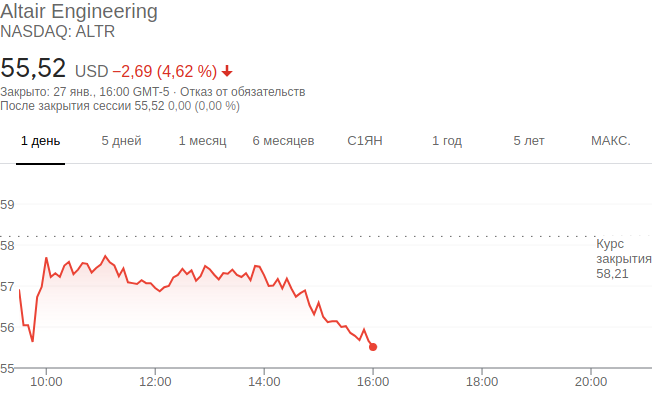 Altair Engineering
NASDAQ: ALTR
55,52 USD −2,69 (4,62 %)
Закрыто: 27 янв., 16:00 GMT-5 · Отказ от обязательств
После закрытия сессии 55,52 0,00 (0,00 %)
1 день 5 дней 1 месяц 6 месяцев С1ЯН 1 год 5 лет МАКС.
59
58
57
56
55
Курс
закрытия
58,21
10:00 12:00 14:00 16:00 18:00 20:00